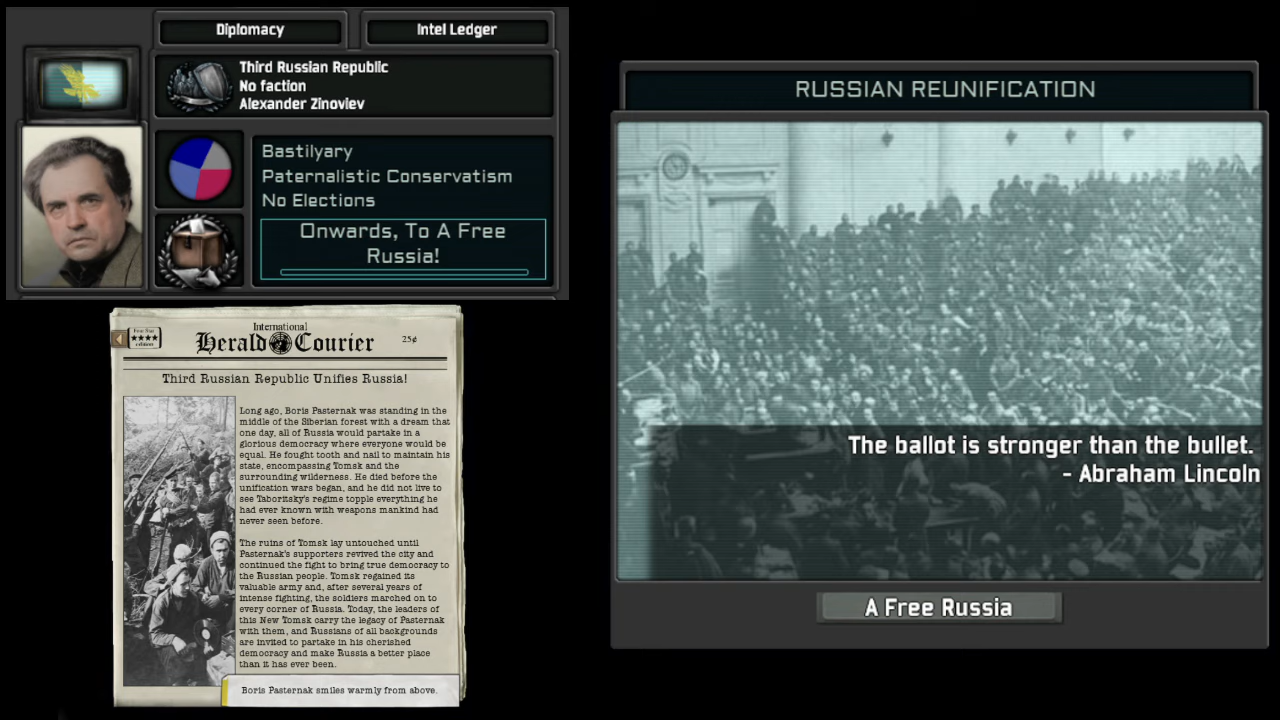 Diplomacy
Intel Ledger
Third Russian Republic
No faction
Alexander Zinoviev
Bastilyary
Paternalistic Conservatism
No Elections
Onwards, To A Free
Russia!
Four Star
★★★★
edition
International
Herald Courier
25¢
Third Russian Republic Unifies Russia!
Long ago, Boris Pasternak was standing in the
middle of the Siberian forest with a dream that
one day, all of Russia would partake in a
glorious democracy where everyone would be
equal. He fought tooth and nail to maintain his
state, encompassing Tomsk and the
surrounding wilderness. He died before the
unification wars began, and he did not live to
see Taboritsky's regime topple everything he
had ever known with weapons mankind had
never seen before.
The ruins of Tomsk lay untouched until
Pasternak's supporters revived the city and
continued the fight to bring true democracy to
the Russian people. Tomsk regained its
valuable army and, after several years of
intense fighting, the soldiers marched on to
every corner of Russia. Today, the leaders of
this New Tomsk carry the legacy of Pasternak
with them, and Russians of all backgrounds
are invited to partake in his cherished
democracy and make Russia a better place
than it has ever been.
Boris Pasternak smiles warmly from above.
RUSSIAN REUNIFICATION
The ballot is stronger than the bullet.
- Abraham Lincoln
A Free Russia